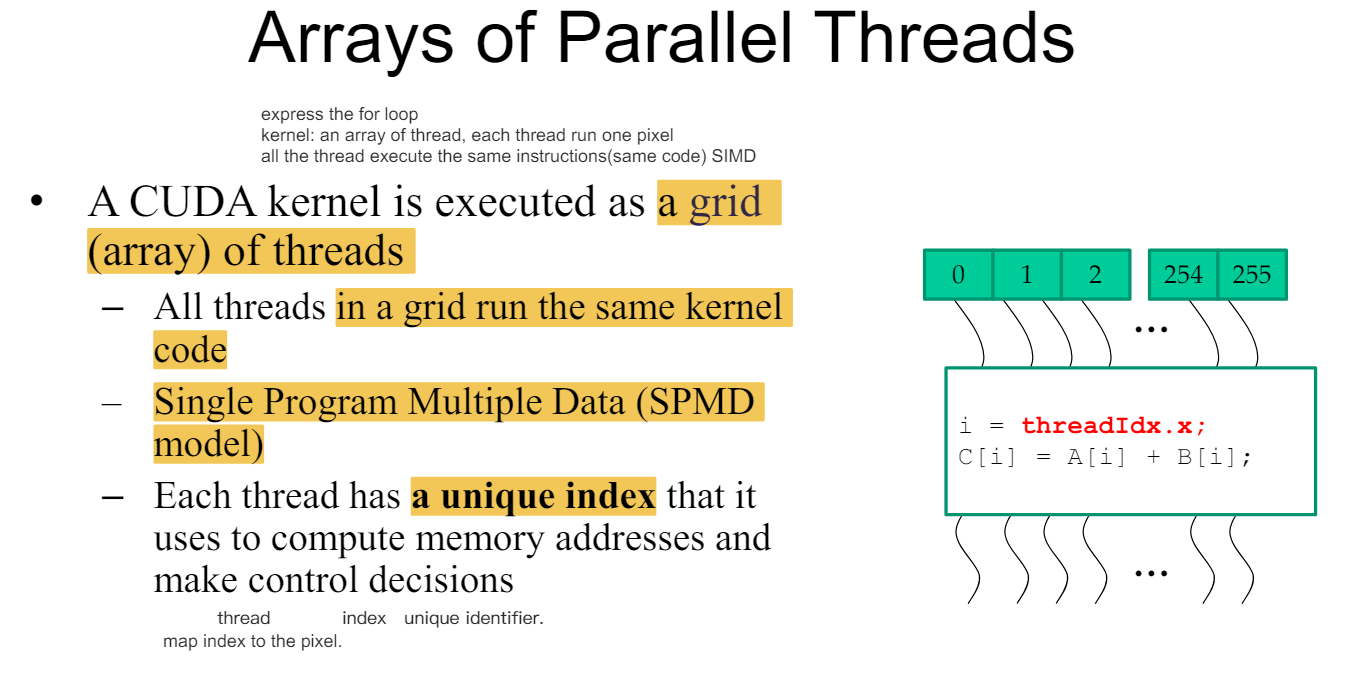 Arrays of Parallel Threads
express the for loop
kernel: an array of thread, each thread run one pixel
all the thread execute the same instructions(same code) SIMD
• A CUDA kernel is executed as a grid
(array) of threads
– All threads in a grid run the same kernel
code
– Single Program Multiple Data (SPMD
model)
– Each thread has a unique index that it
uses to compute memory addresses and
make control decisions
thread index unique identifier.
map index to the pixel.
0 1 2 254 255
...
i = threadIdx.x;
C[i] = A[i] + B[i];
...